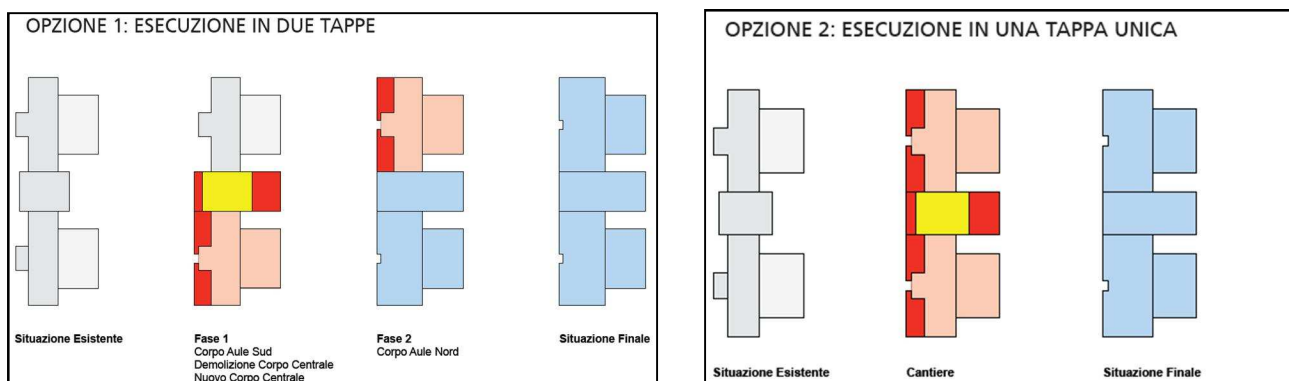 OPZIONE 1: ESECUZIONE IN DUE TAPPE
Situazione Esistente
Fase 1
Corpo Aule Sud
Demolizione Corpo Centrale
Nuovo Corpo Centrale
Fase 2
Corpo Aule Nord
Situazione Finale
OPZIONE 2: ESECUZIONE IN UNA TAPPA UNICA
Situazione Esistente
Cantiere
Situazione Finale